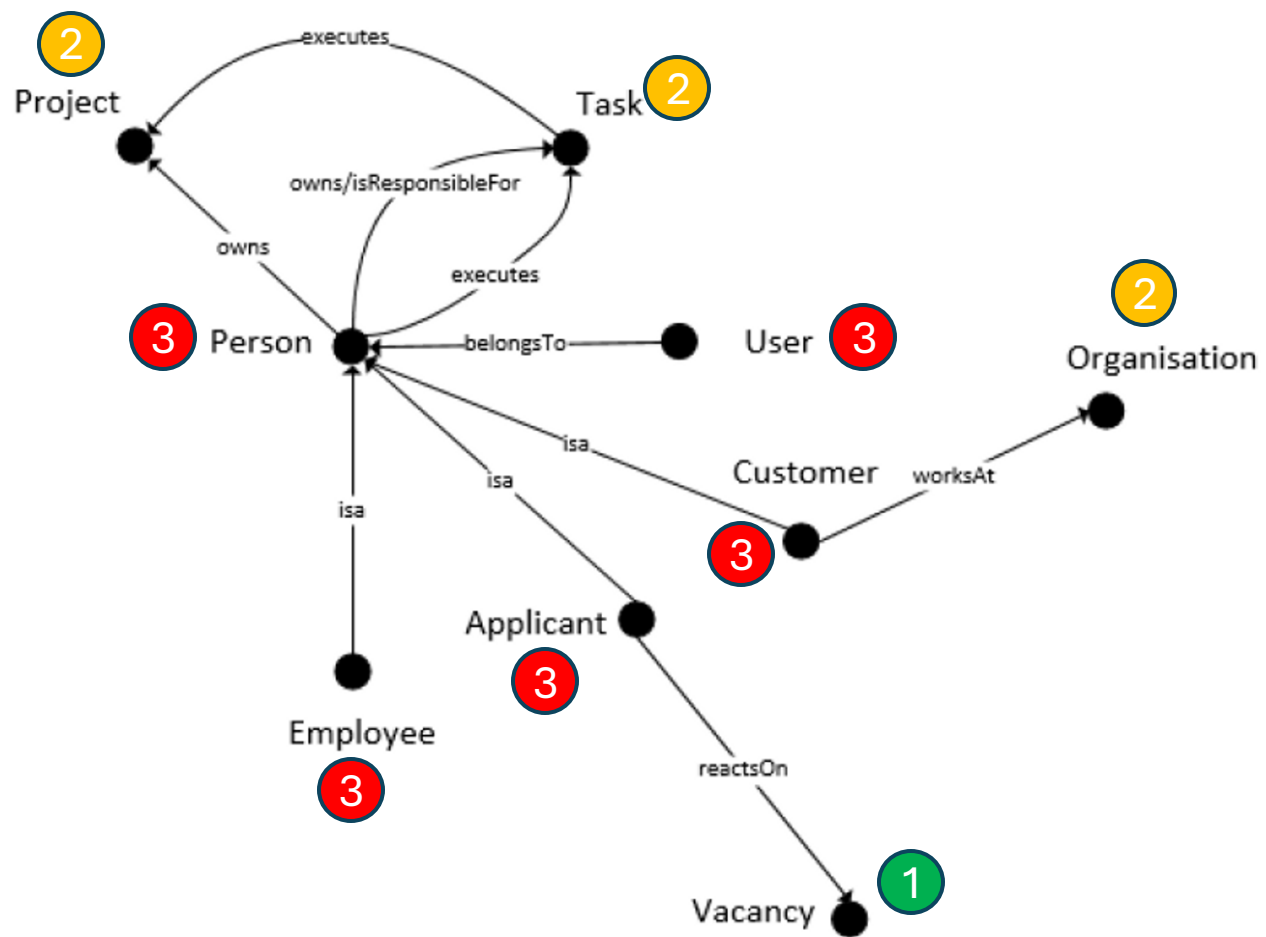 2
executes
Project
Task
2
owns/isResponsibleFor
owns
executes
2
3
Person
belongsTo
User
3
Organisation
isa
Customer
worksAt
isa
isa
3
Applicant
3
Employee
3
reactsOn
1
Vacancy